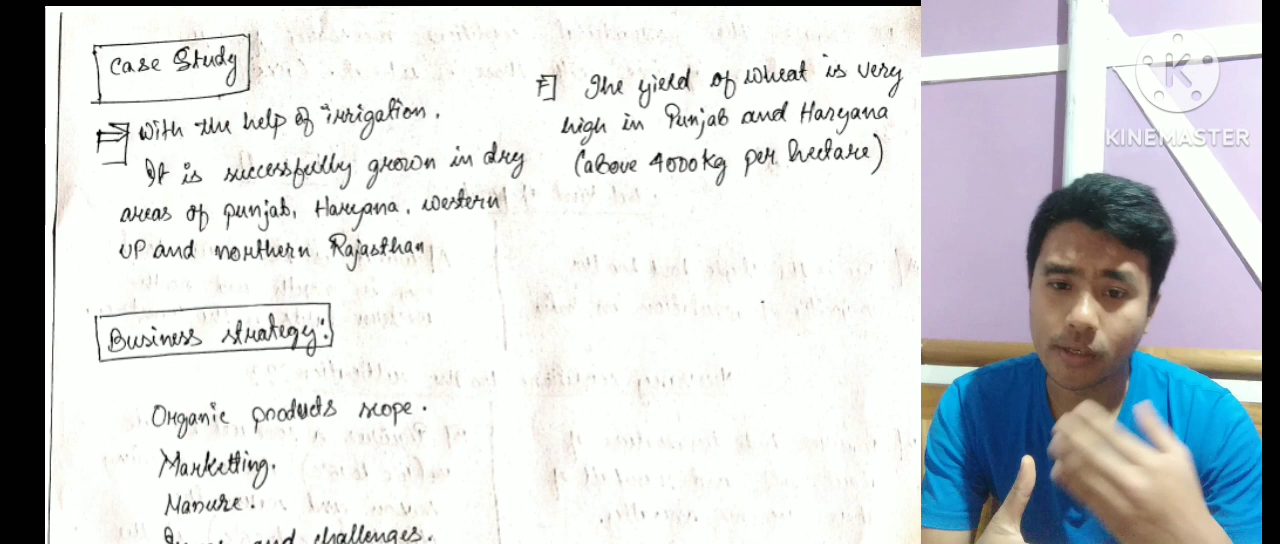 Case Study
With the help of irrigation.
It is successfully grown in dry
areas of punjab, Haryana, western
UP and northern Rajasthan
The yield of wheat is very
high in Punjab and Haryana
(above 4000kg per hectare)
Business strategy:
Organic products scope.
Marketting.
Manure.
and challenges.
K
KINEMASTER